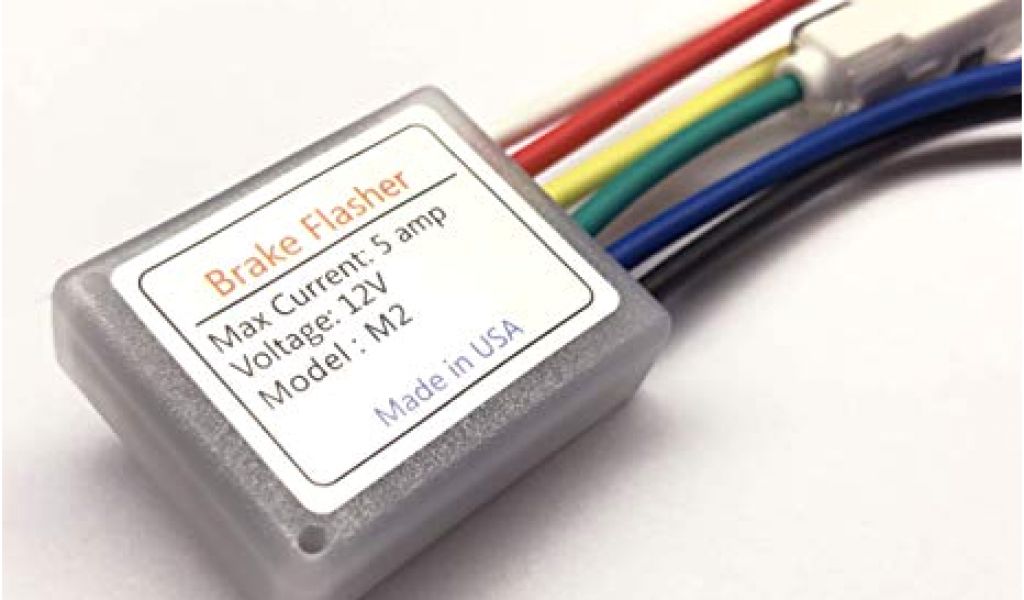 Brake Flasher
Max Current: 5 amp
Voltage: 12V
Model : M2
Made in USA